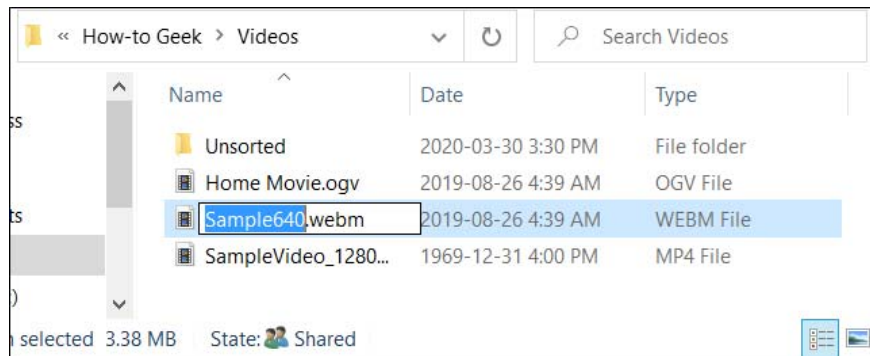 « How-to Geek > Videos Search Videos
Name Date Type
ss
Unsorted 2020-03-30 3:30 PM File folder
Home Movie.ogv 2019-08-26 4:39 AM OGV File
ts Sample640.webm 2019-08-26 4:39 AM WEBM File
SampleVideo_1280... 1969-12-31 4:00 PM MP4 File
)
selected 3.38 MB State: Shared